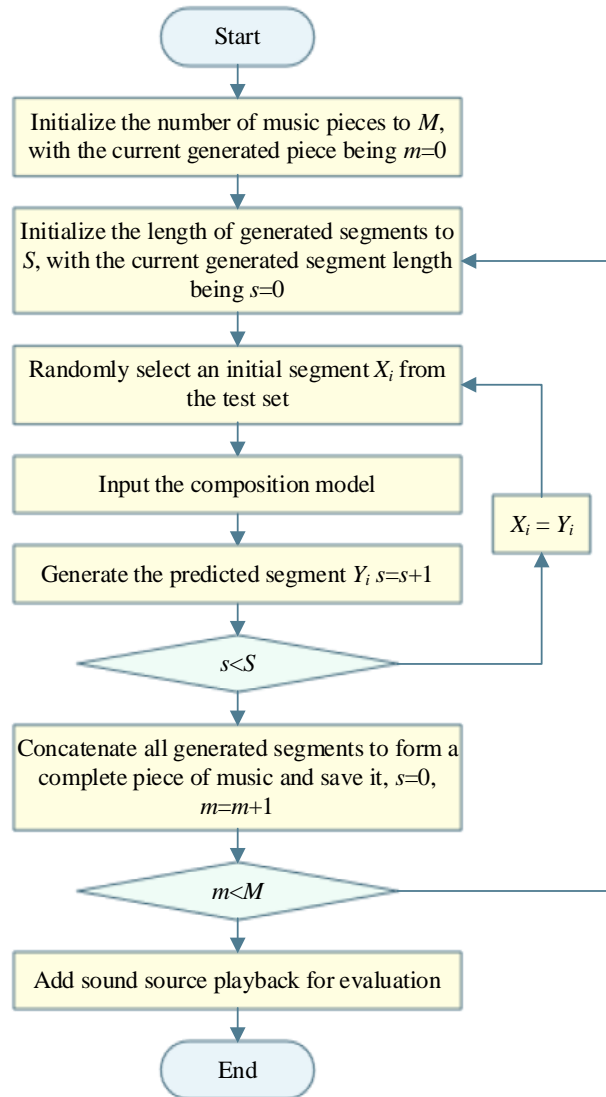 Start
Initialize the number of music pieces to M,
with the current generated piece being m=0
Initialize the length of generated segments to
S, with the current generated segment length
being s=0
Randomly select an initial segment Xi from
the test set
Input the composition model
Xi = Yi
Generate the predicted segment Yi s=s+1
s<S
Concatenate all generated segments to form a
complete piece of music and save it, s=0,
m=m+1
m<M
Add sound source playback for evaluation
End